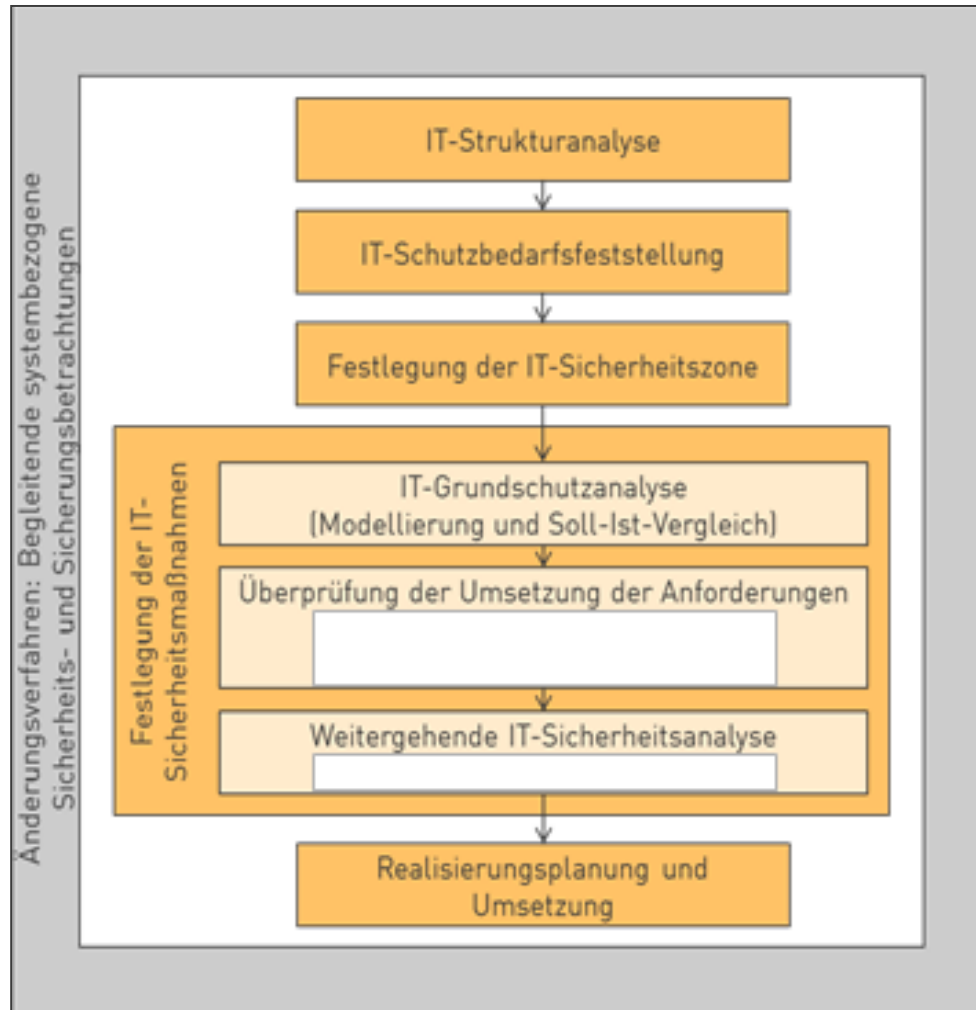 Änderungsverfahren: Begleitende systembezogene
Sicherheits- und Sicherungsbetrachtungen
IT-Strukturanalyse
IT-Schutzbedarfsfeststellung
Festlegung der IT-Sicherheitszone
Festlegung der IT-
Sicherheitsmaßnahmen
IT-Grundschutzanalyse
(Modellierung und Soll-Ist-Vergleich)
Überprüfung der Umsetzung der Anforderungen
Weitergehende IT-Sicherheitsanalyse
Realisierungsplanung und
Umsetzung